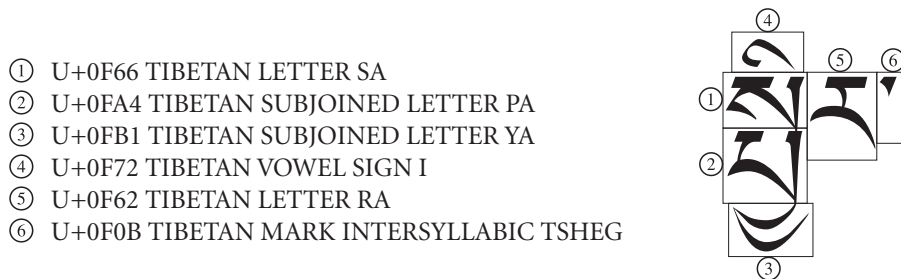 ① U+0F66 TIBETAN LETTER SA
② U+0FA4 TIBETAN SUBJOINED LETTER PA
③ U+0FB1 TIBETAN SUBJOINED LETTER YA
④ U+0F72 TIBETAN VOWEL SIGN I
⑤ U+0F62 TIBETAN LETTER RA
⑥ U+0F0B TIBETAN MARK INTERSYLLABIC TSHEG
④
⑤ ⑥
①
②
③
སྤྱིར་